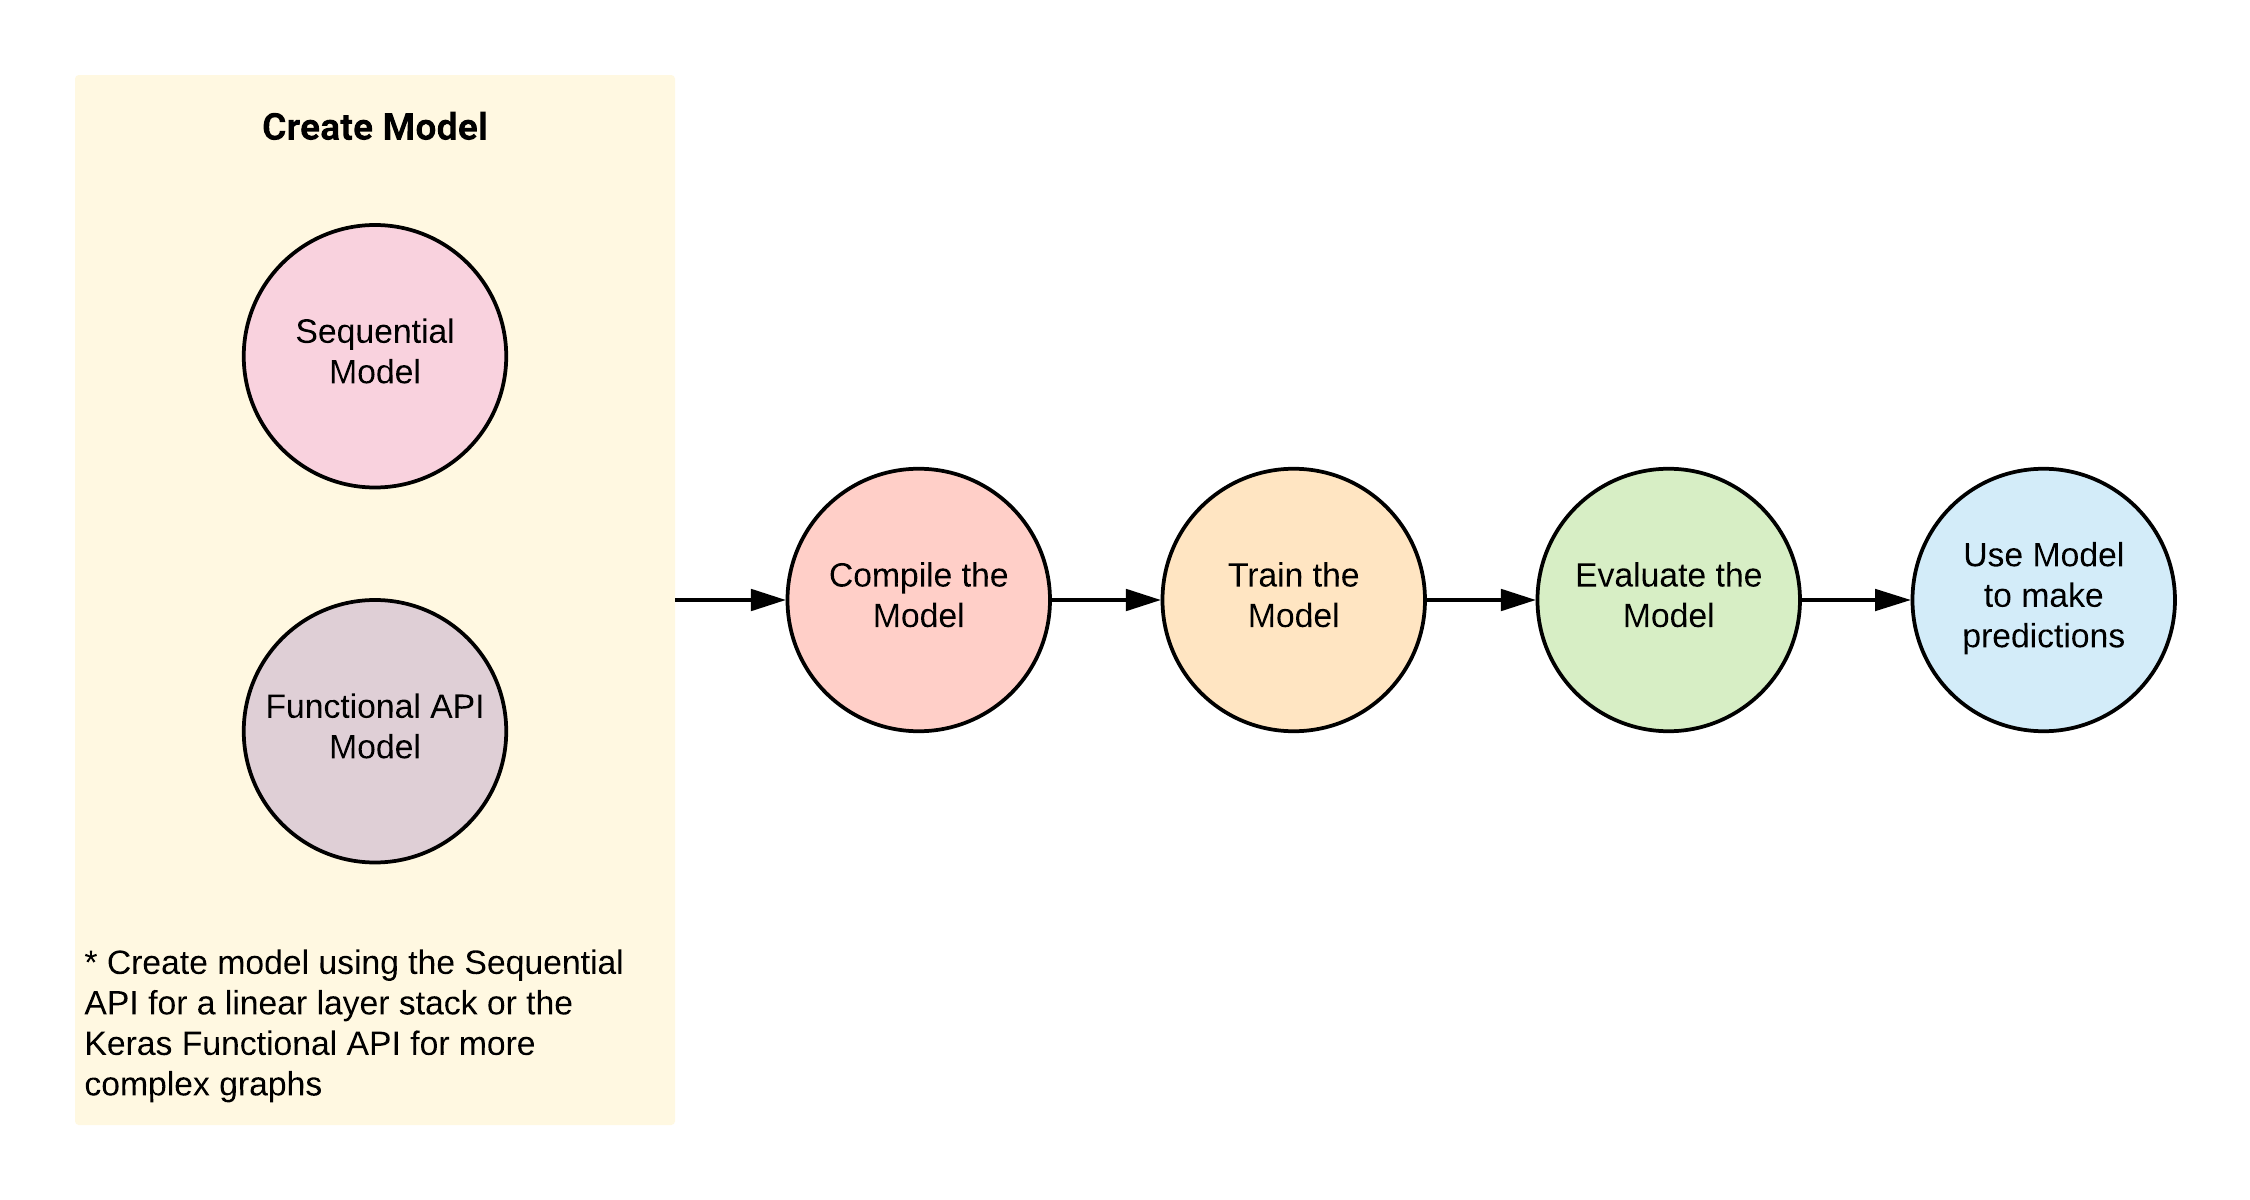 Create Model
Sequential
Model
Functional API
Model
* Create model using the Sequential
API for a linear layer stack or the
Keras Functional API for more
complex graphs
Compile the
Model
Train the
Model
Evaluate the
Model
Use Model
to make
predictions